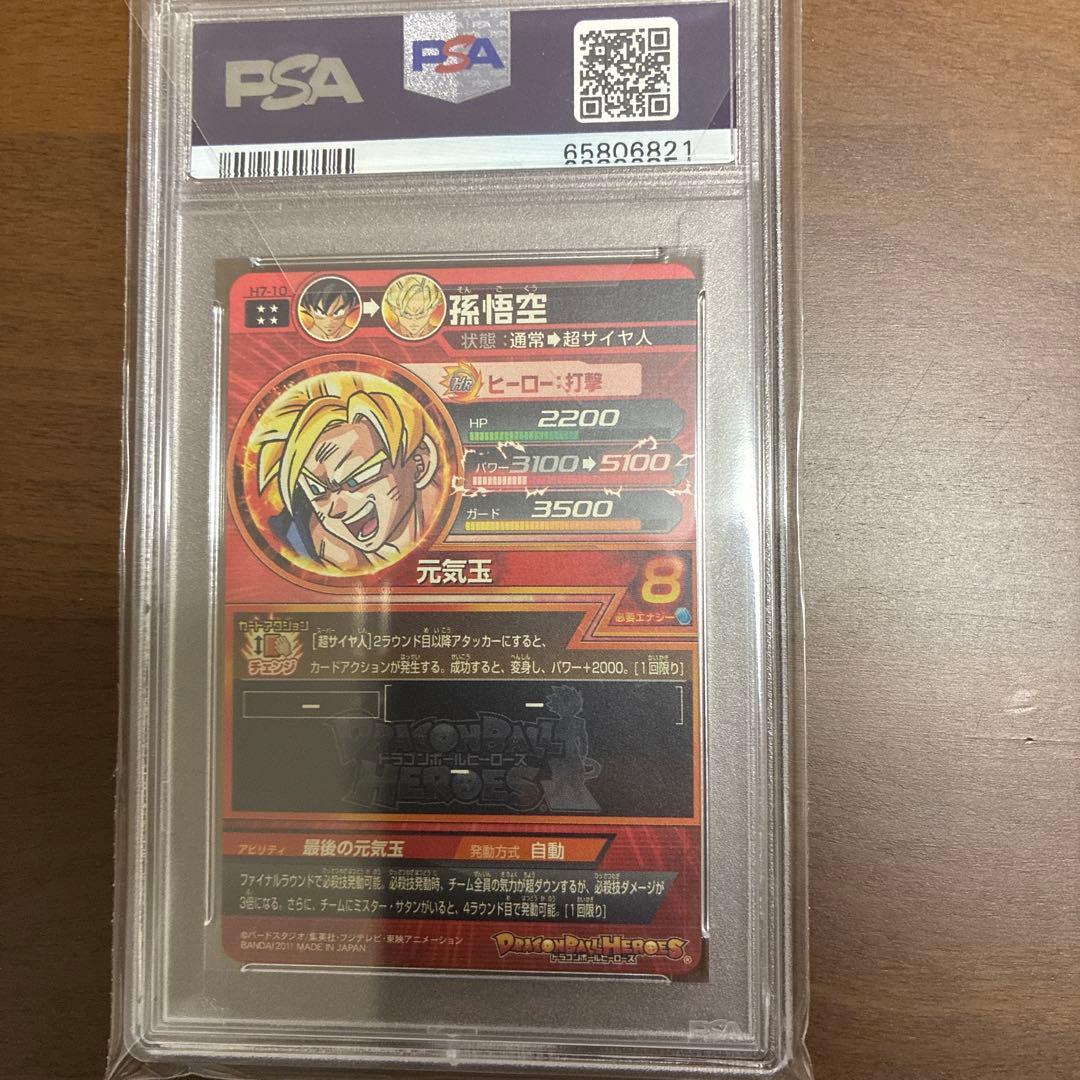 PSA PSA
65806821
H7-10
そんごくう
孫悟空
状態:通常➡超サイヤ人
HR ヒーロー:打撃
HP 2200
パワー 3100➡5100
ガード 3500
元気玉
8
必要エナジー
カードアクション
チェンジ
[超サイヤ人]2ラウンド目以降アタッカーにすると、
カードアクションが発生する。成功すると、変身し、パワー+2000。[1回限り]
ー ー
DRAGON BALL
ドラゴンボールヒーローズ
HEROES
ー
アビリティ 最後の元気玉 発動方式 自動
ファイナルラウンドで必殺技発動可能。必殺技発動時、チーム全員の気力が超ダウンするが、必殺技ダメージが
3倍になる。さらに、チームにミスター・サタンがいると、4ラウンド目で発動可能。[1回限り]
©バードスタジオ/集英社・フジテレビ・東映アニメーション
BANDAI 2011 MADE IN JAPAN
DRAGON BALL HEROES®
ドラゴンボールヒーローズ
PSA